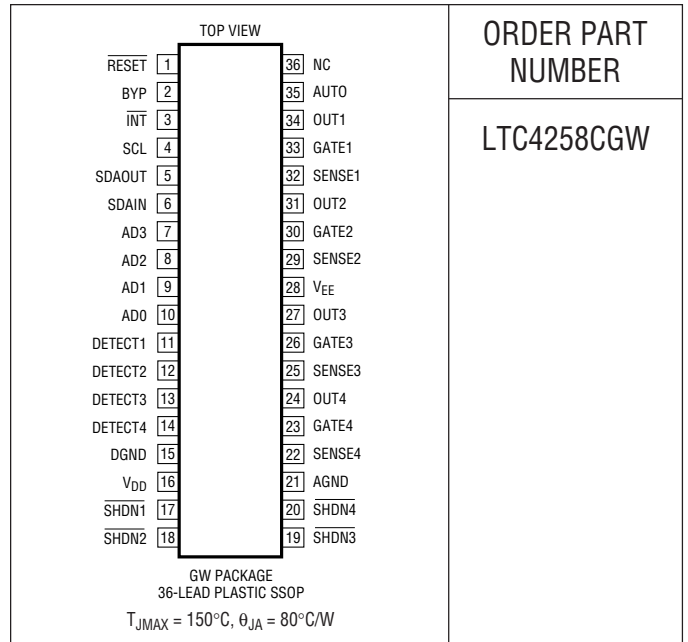 TOP VIEW
RESET 1
BYP 2
INT 3
SCL 4
SDAOUT 5
SDAIN 6
AD3 7
AD2 8
AD1 9
AD0 10
DETECT1 11
DETECT2 12
DETECT3 13
DETECT4 14
DGND 15
VDD 16
SHDN1 17
SHDN2 18
36 NC
35 AUTO
34 OUT1
33 GATE1
32 SENSE1
31 OUT2
30 GATE2
29 SENSE2
28 VEE
27 OUT3
26 GATE3
25 SENSE3
24 OUT4
23 GATE4
22 SENSE4
21 AGND
20 SHDN4
19 SHDN3
GW PACKAGE
36-LEAD PLASTIC SSOP
TJMAX = 150°C, θJA = 80°C/W
ORDER PART
NUMBER
LTC4258CGW